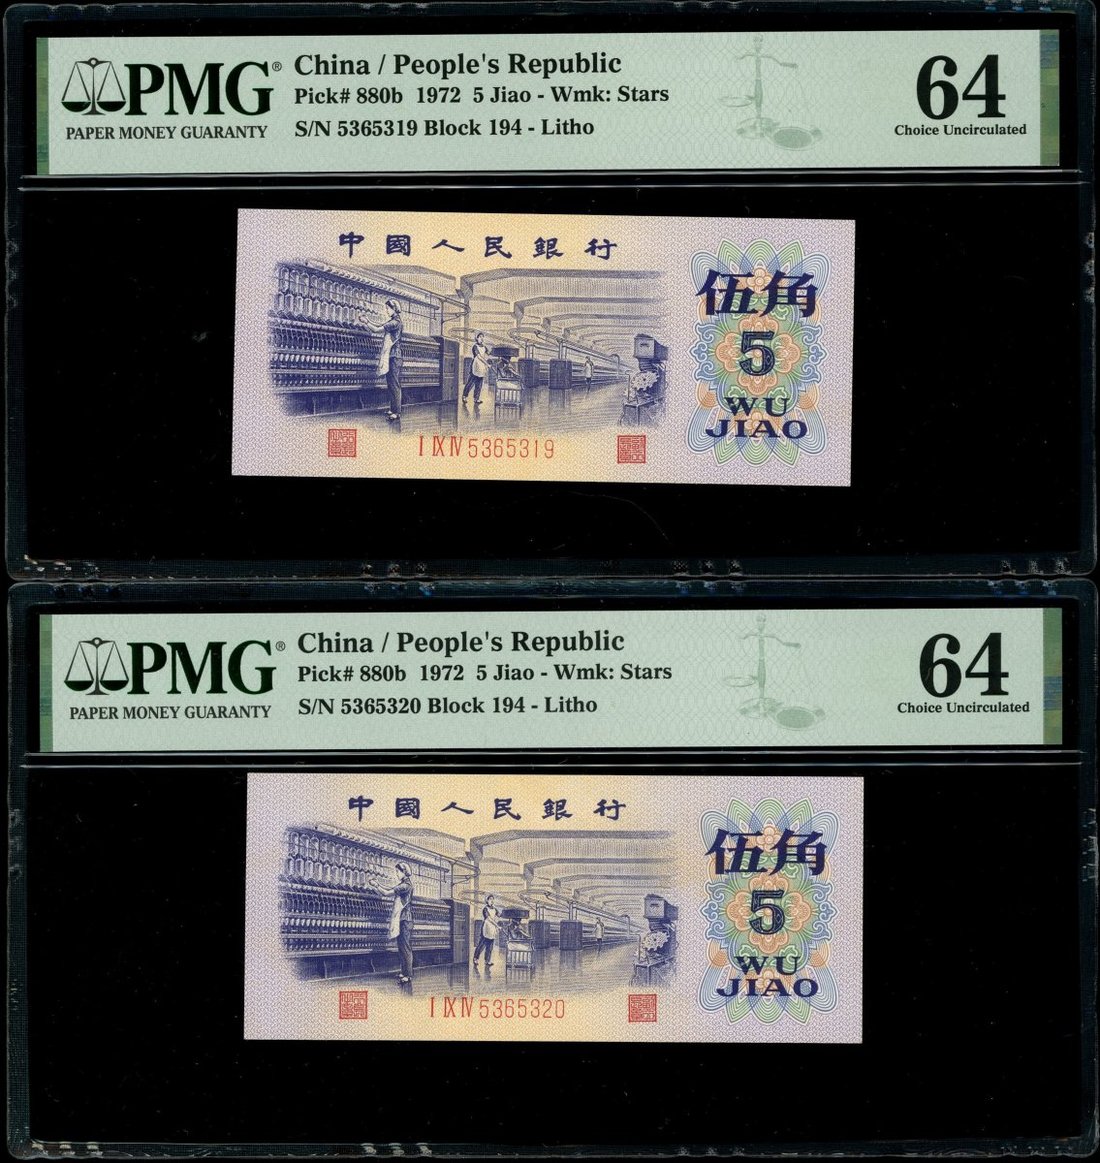 PMG®
PAPER MONEY GUARANTY
China / People's Republic
Pick# 880b 1972 5 Jiao - Wmk: Stars
S/N 5365319 Block 194 - Litho
64
Choice Uncirculated
中國人民銀行
伍角
5
WU
JIAO
I IX IV 5365319
PMG®
PAPER MONEY GUARANTY
China / People's Republic
Pick# 880b 1972 5 Jiao - Wmk: Stars
S/N 5365320 Block 194 - Litho
64
Choice Uncirculated
中國人民銀行
伍角
5
WU
JIAO
I IX IV 5365320